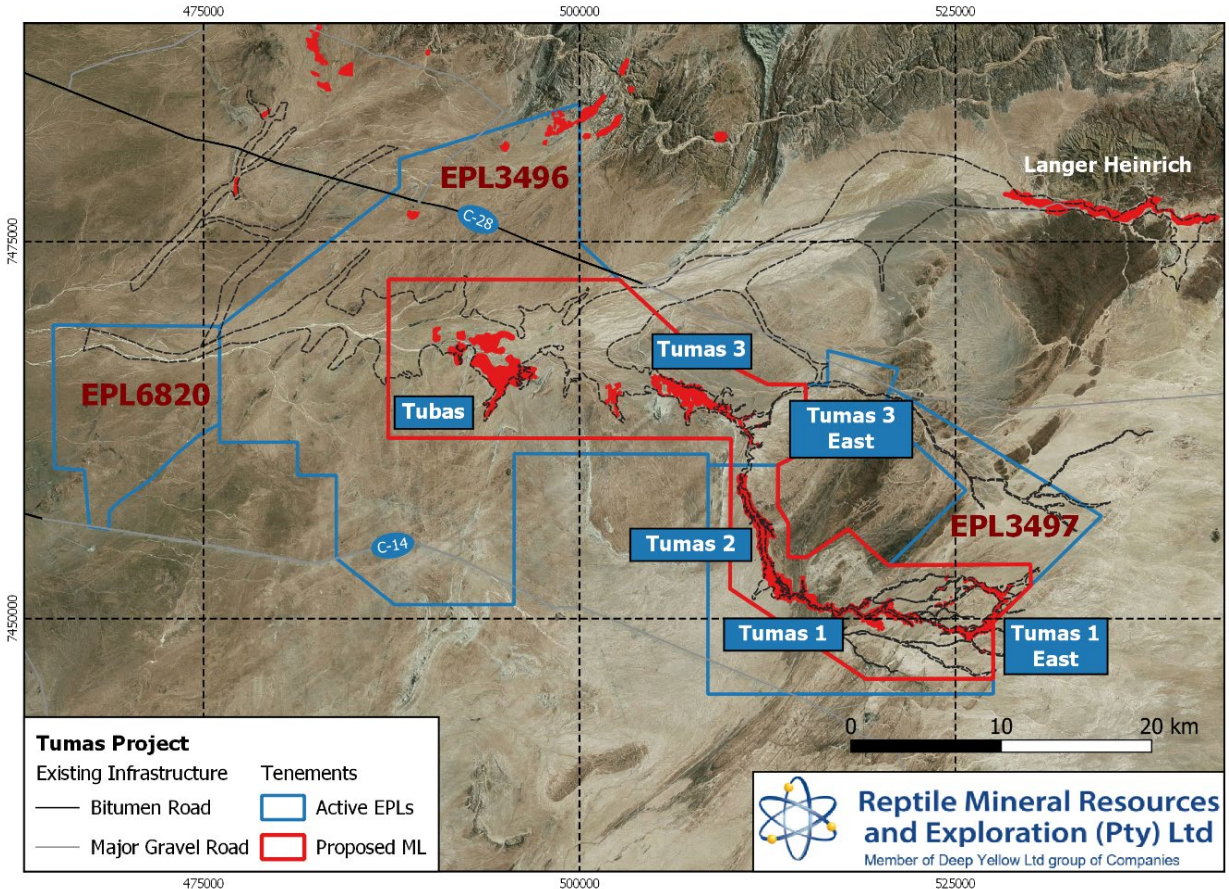 475000
500000
525000
7475000
7450000
Langer Heinrich
EPL3496
C-28
Tumas 3
EPL6820
Tubas
Tumas 3
East
EPL3497
Tumas 2
C-14
Tumas 1
Tumas 1
East
0
10
20 km
Tumas Project
Existing Infrastructure
Tenements
Bitumen Road
Active EPLs
Major Gravel Road
Proposed ML
Reptile Mineral Resources
and Exploration (Pty) Ltd
Member of Deep Yellow Ltd group of Companies
475000
500000
525000